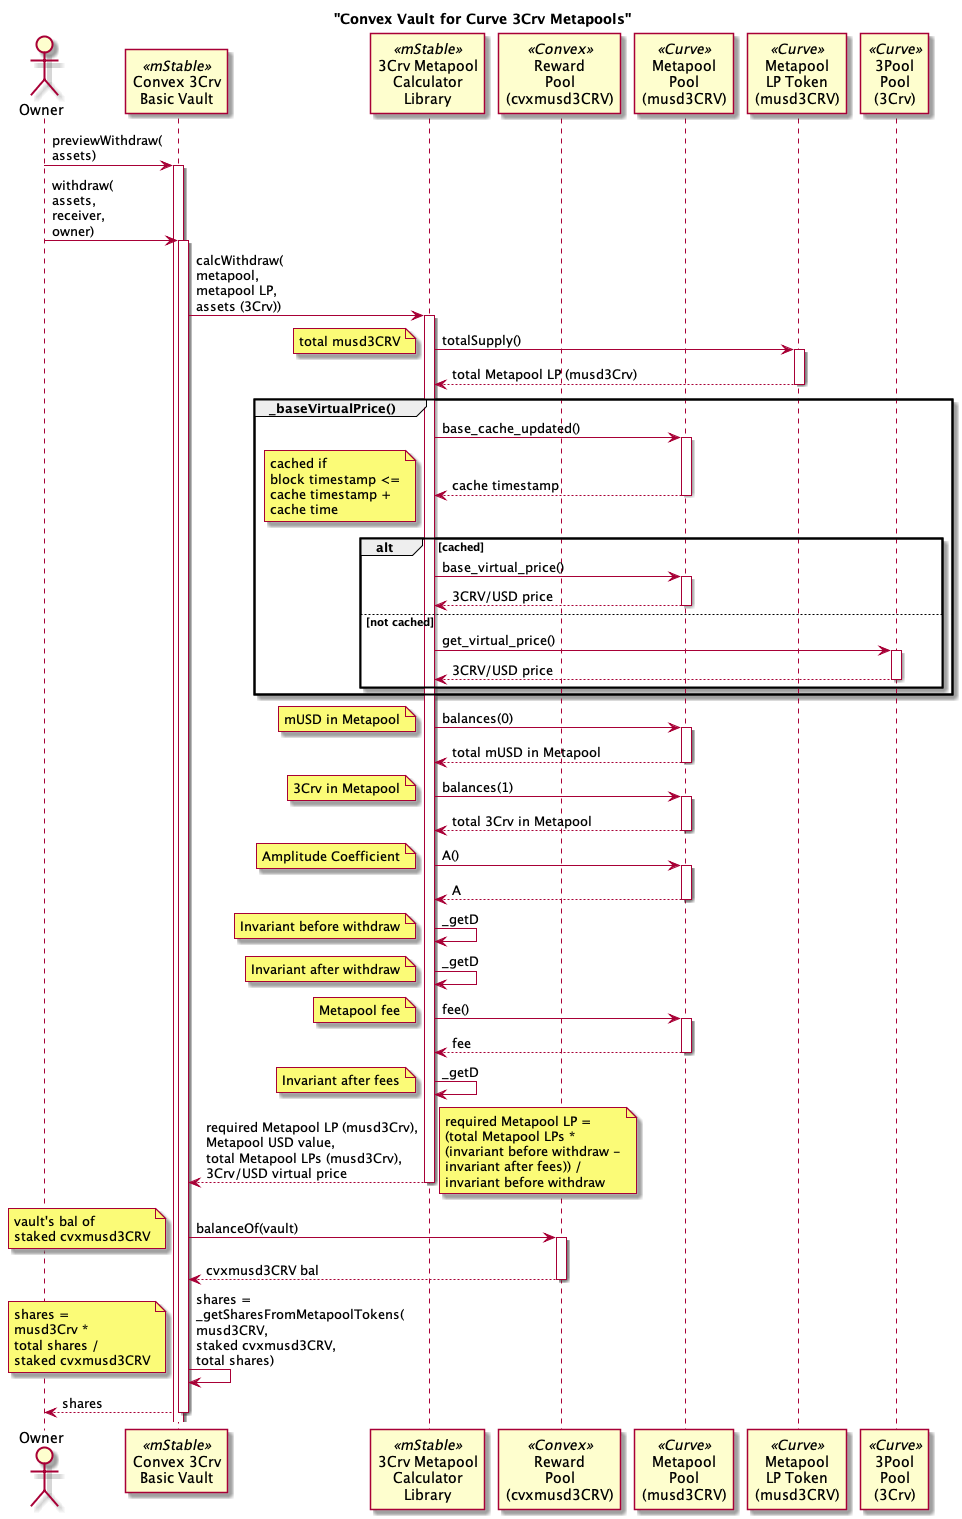 "Convex Vault for Curve 3Crv Metapools"
Owner
«mStable»
Convex 3Crv
Basic Vault
«mStable»
3Crv Metapool
Calculator
Library
«Convex»
Reward
Pool
(cvxmusd3CRV)
«Curve»
Metapool
Pool
(musd3CRV)
«Curve»
Metapool
LP Token
(musd3CRV)
«Curve»
3Pool
Pool
(3Crv)
previewWithdraw(
assets)
withdraw(
assets,
receiver,
owner)
calcWithdraw(
metapool,
metapool LP,
assets (3Crv))
total musd3CRV
totalSupply()
total Metapool LP (musd3Crv)
_baseVirtualPrice()
base_cache_updated()
cached if
block timestamp <=
cache timestamp +
cache time
cache timestamp
alt
[cached]
base_virtual_price()
3CRV/USD price
[not cached]
get_virtual_price()
3CRV/USD price
mUSD in Metapool
balances(0)
total mUSD in Metapool
3Crv in Metapool
balances(1)
total 3Crv in Metapool
Amplitude Coefficient
A()
A
Invariant before withdraw
_getD
Invariant after withdraw
_getD
Metapool fee
fee()
fee
Invariant after fees
_getD
required Metapool LP (musd3Crv),
Metapool USD value,
total Metapool LPs (musd3Crv),
3Crv/USD virtual price
required Metapool LP =
(total Metapool LPs *
(invariant before withdraw -
invariant after fees)) /
invariant before withdraw
vault's bal of
staked cvxmusd3CRV
balanceOf(vault)
cvxmusd3CRV bal
shares =
musd3Crv *
total shares /
staked cvxmusd3CRV
shares =
_getSharesFromMetapoolTokens(
musd3CRV,
staked cvxmusd3CRV,
total shares)
shares
Owner
«mStable»
Convex 3Crv
Basic Vault
«mStable»
3Crv Metapool
Calculator
Library
«Convex»
Reward
Pool
(cvxmusd3CRV)
«Curve»
Metapool
Pool
(musd3CRV)
«Curve»
Metapool
LP Token
(musd3CRV)
«Curve»
3Pool
Pool
(3Crv)